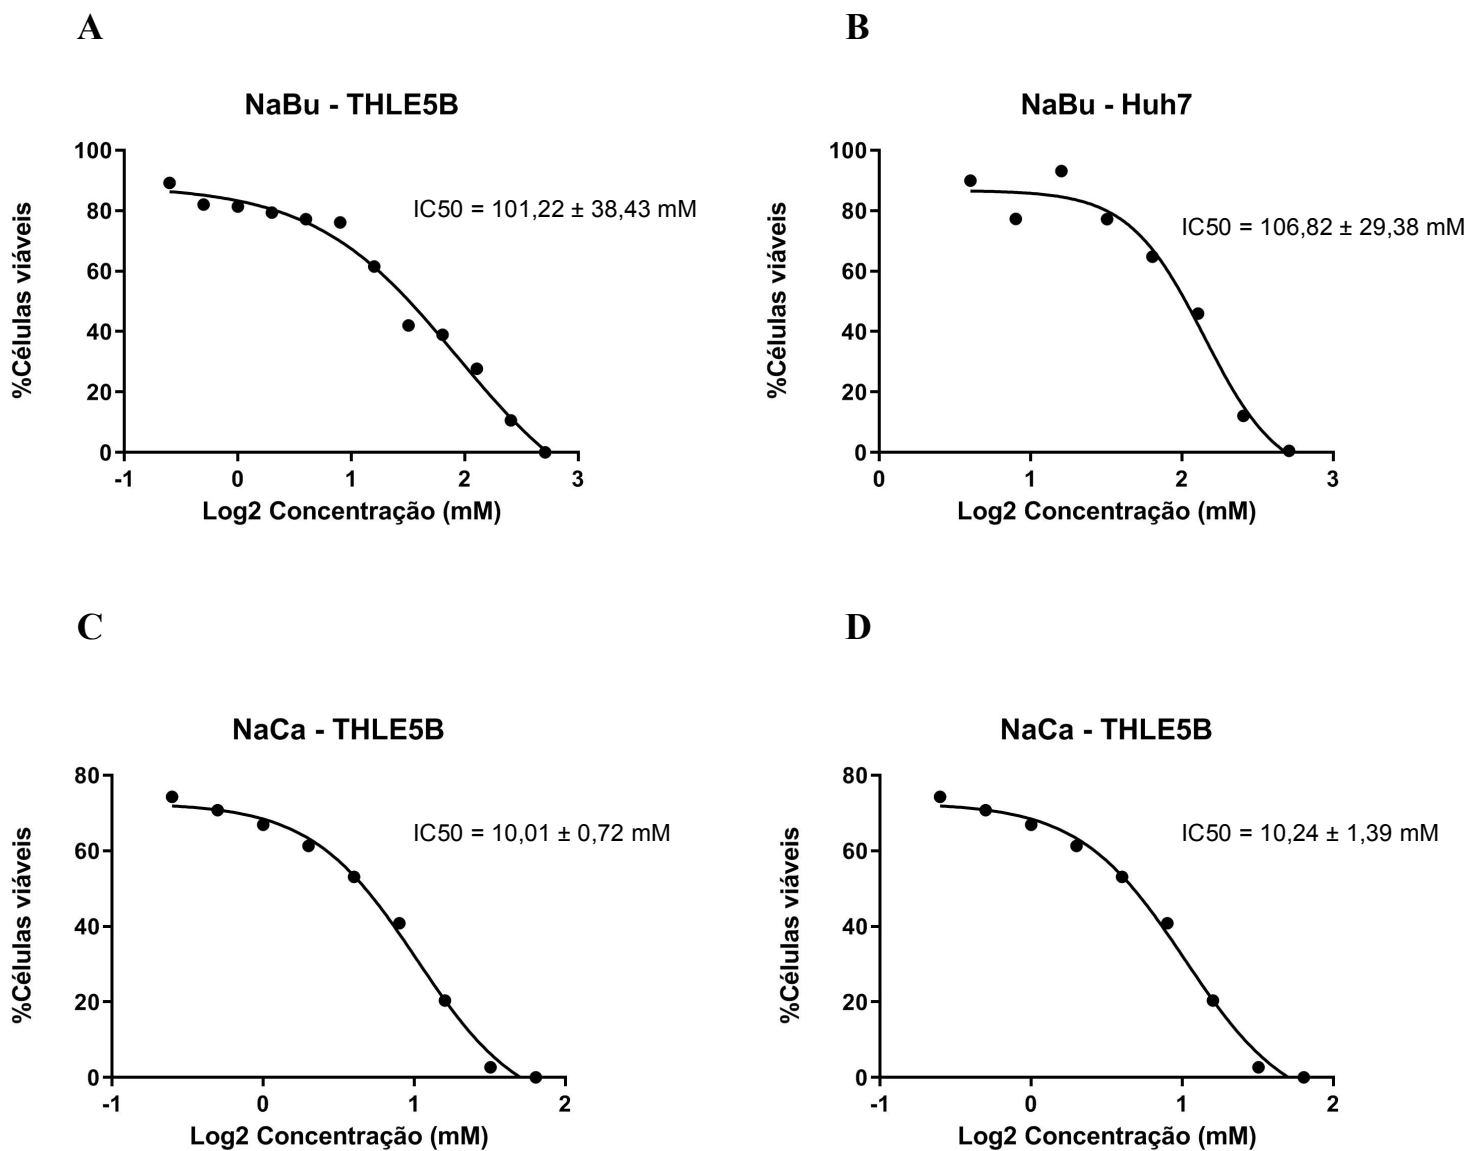 A
NaBu - THLE5B
100
80
60
40
20
0
%Células viáveis
IC50 = 101,22 ± 38,43 mM
-1 0 1 2 3
Log2 Concentração (mM)
B
NaBu - Huh7
100
80
60
40
20
0
%Células viáveis
IC50 = 106,82 ± 29,38 mM
0 1 2 3
Log2 Concentração (mM)
C
NaCa - THLE5B
80
60
40
20
0
%Células viáveis
IC50 = 10,01 ± 0,72 mM
-1 0 1 2
Log2 Concentração (mM)
D
NaCa - THLE5B
80
60
40
20
0
%Células viáveis
IC50 = 10,24 ± 1,39 mM
-1 0 1 2
Log2 Concentração (mM)